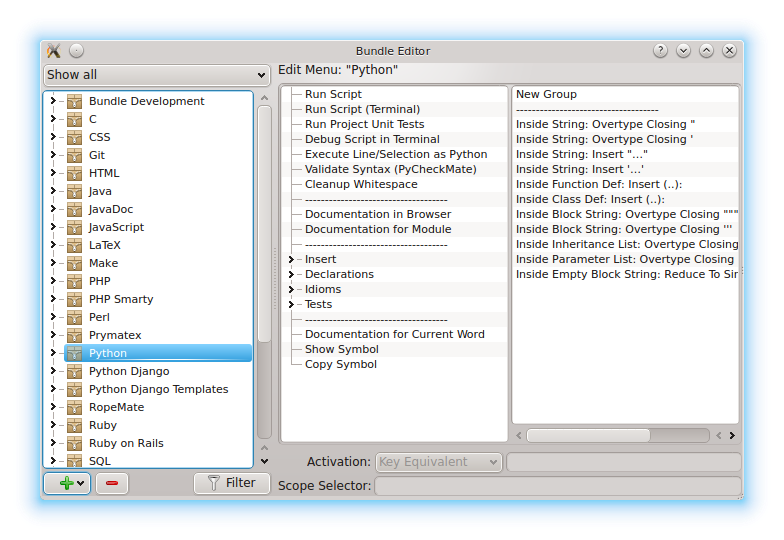 Bundle Editor
Show all
Bundle Development
C
CSS
Git
HTML
Java
JavaDoc
JavaScript
LaTeX
Make
PHP
PHP Smarty
Perl
Prymatex
Python
Python Django
Python Django Templates
RopeMate
Ruby
Ruby on Rails
SQL
Filter
Edit Menu: "Python"
Run Script
Run Script (Terminal)
Run Project Unit Tests
Debug Script in Terminal
Execute Line/Selection as Python
Validate Syntax (PyCheckMate)
Cleanup Whitespace
------------------------------------
Documentation in Browser
Documentation for Module
------------------------------------
Insert
Declarations
Idioms
Tests
------------------------------------
Documentation for Current Word
Show Symbol
Copy Symbol
New Group
------------------------------------
Inside String: Overtype Closing "
Inside String: Overtype Closing '
Inside String: Insert "…"
Inside String: Insert '…'
Inside Function Def: Insert (..):
Inside Class Def: Insert (..):
Inside Block String: Overtype Closing """
Inside Block String: Overtype Closing '''
Inside Inheritance List: Overtype Closing
Inside Parameter List: Overtype Closing
Inside Empty Block String: Reduce To Sir
Activation:
Key Equivalent
Scope Selector: